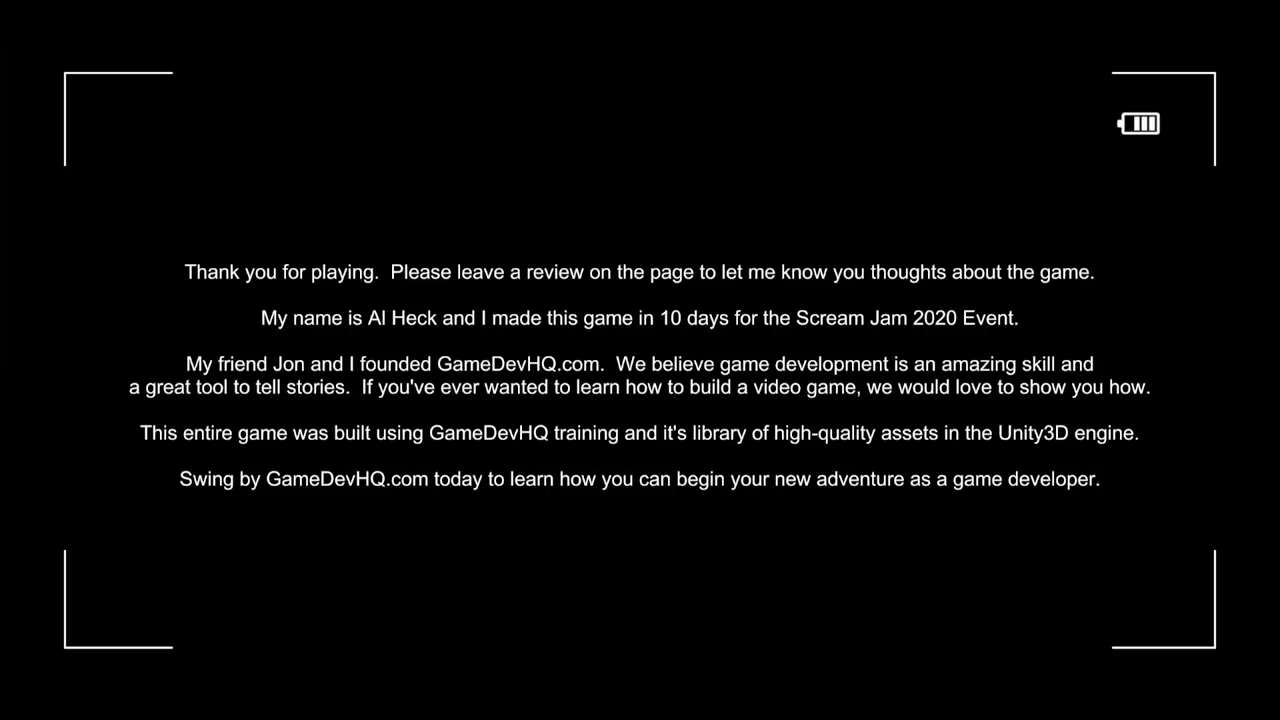 Thank you for playing.  Please leave a review on the page to let me know you thoughts about the game.
My name is Al Heck and I made this game in 10 days for the Scream Jam 2020 Event.
My friend Jon and I founded GameDevHQ.com.  We believe game development is an amazing skill and
a great tool to tell stories.  If you've ever wanted to learn how to build a video game, we would love to show you how.
This entire game was built using GameDevHQ training and it's library of high-quality assets in the Unity3D engine.
Swing by GameDevHQ.com today to learn how you can begin your new adventure as a game developer.